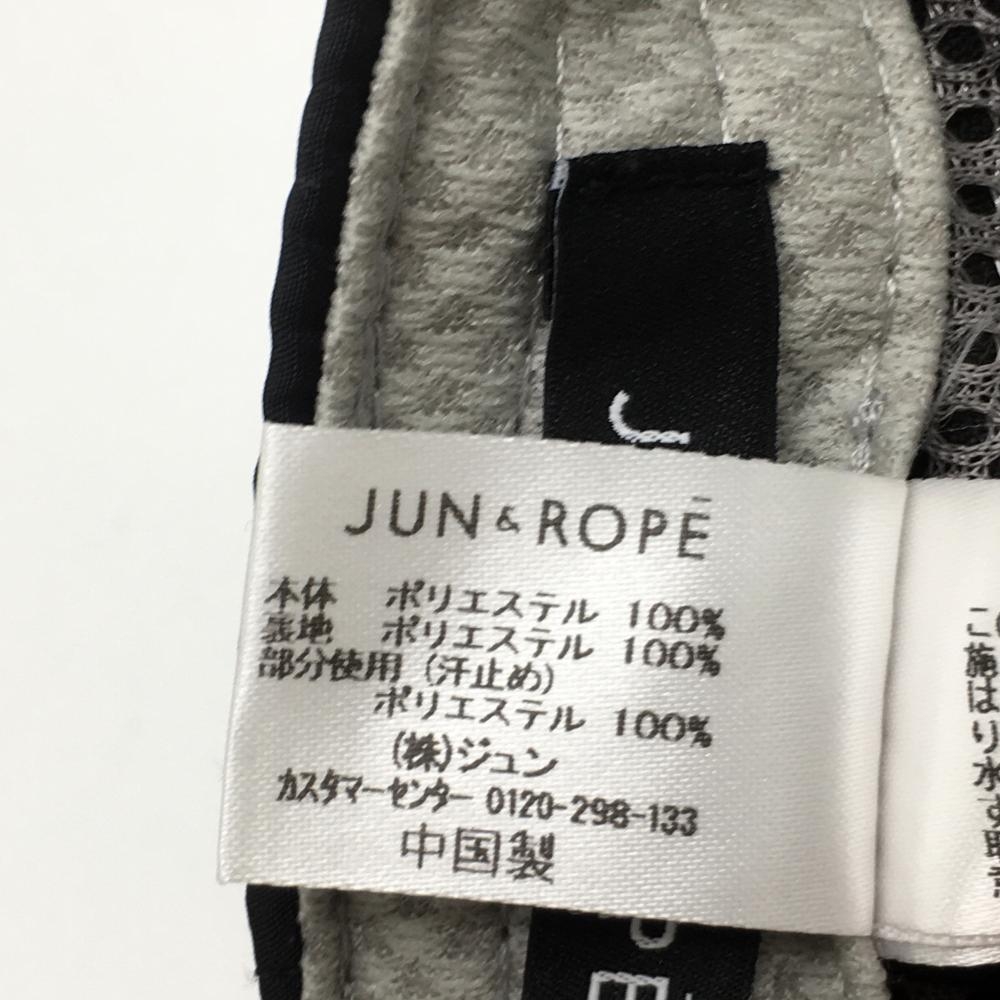 JUN & ROPĒ
本体 ポリエステル 100%
裏地 ポリエステル 100%
部分使用 (汗止め)
ポリエステル 100%
(株)ジュン
カスタマーセンター 0120-298-133
中国製